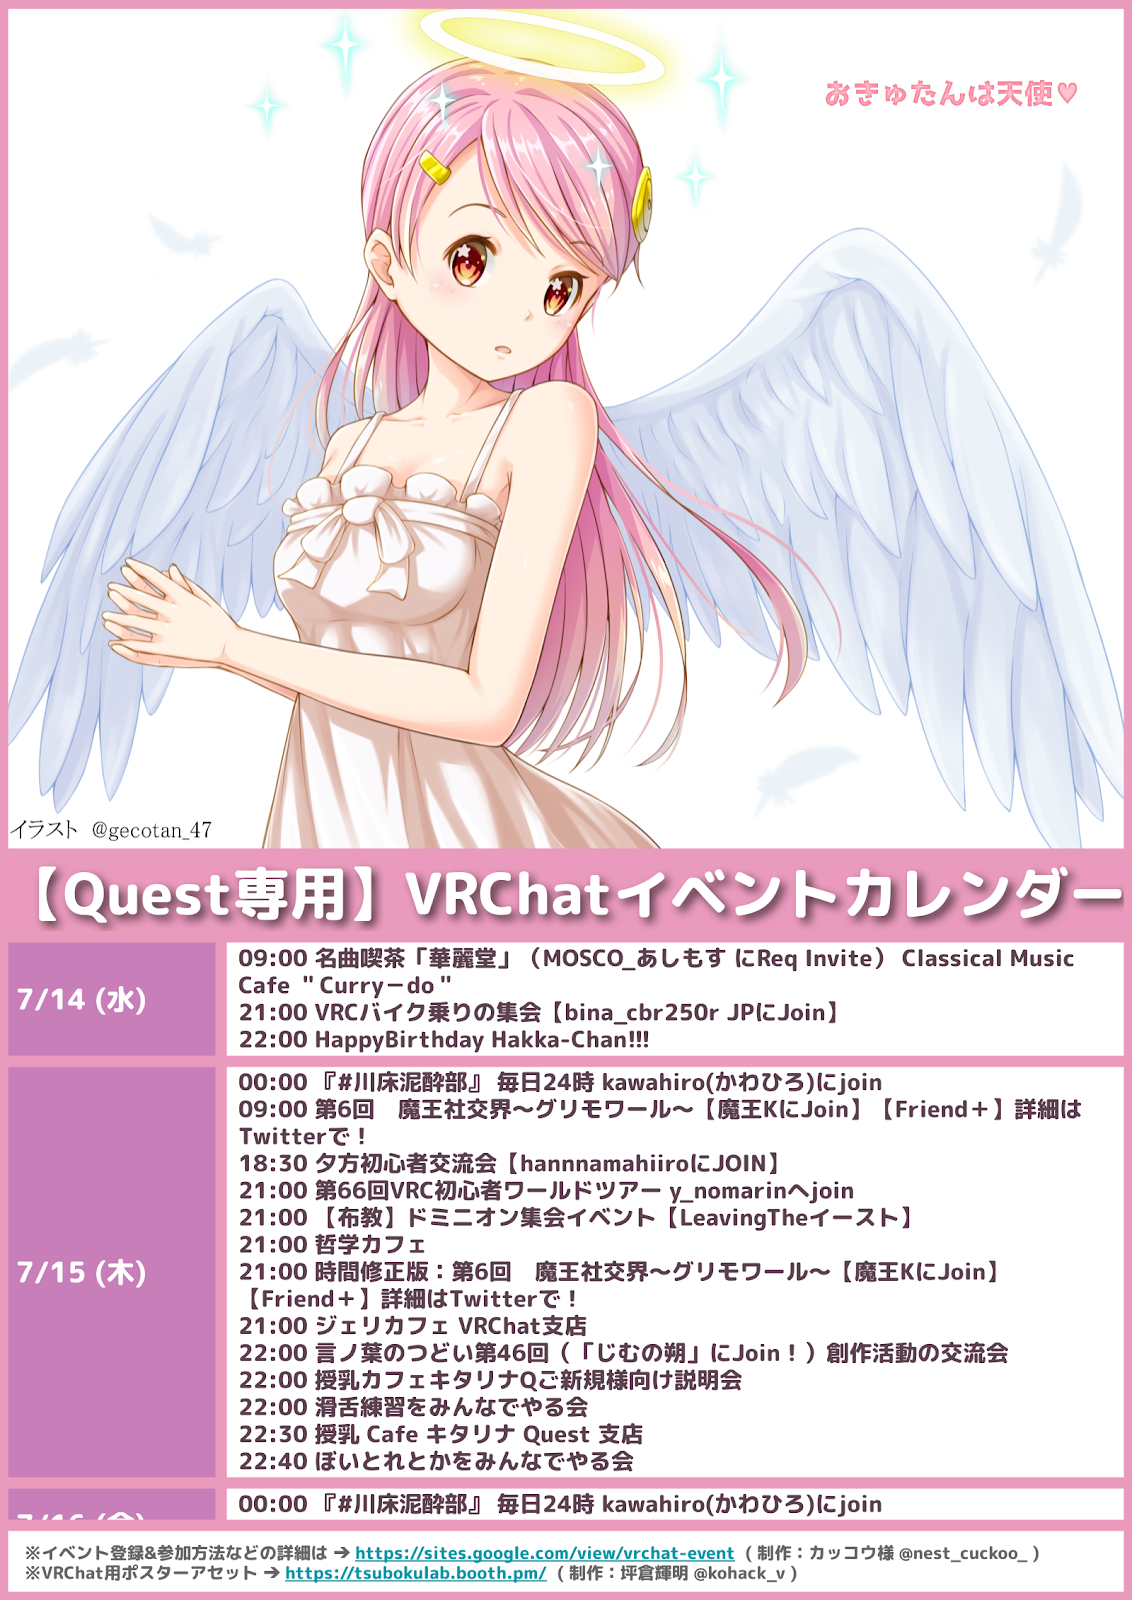 おきゅたんは天使♥
イラスト @gecotan_47
【Quest専用】VRChatイベントカレンダー
7/14 (水)
09:00 名曲喫茶「華麗堂」（MOSCO_あしもす にReq Invite） Classical Music
Cafe ＂Curry－do＂
21:00 VRCバイク乗りの集会【bina_cbr250r JPにJoin】
22:00 HappyBirthday Hakka-Chan!!!
7/15 (木)
00:00 『#川床泥酔部』 毎日24時 kawahiro(かわひろ)にjoin
09:00 第6回　魔王社交界～グリモワール～【魔王KにJoin】【Friend＋】詳細は
Twitterで！
18:30 夕方初心者交流会【hannnamahiiroにJOIN】
21:00 第66回VRC初心者ワールドツアー y_nomarinへjoin
21:00 【布教】ドミニオン集会イベント【LeavingTheイースト】
21:00 哲学カフェ
21:00 時間修正版：第6回　魔王社交界～グリモワール～【魔王KにJoin】
【Friend＋】詳細はTwitterで！
21:00 ジェリカフェ VRChat支店
22:00 言ノ葉のつどい第46回（「じむの朔」にJoin！）創作活動の交流会
22:00 授乳カフェキタリナQご新規様向け説明会
22:00 滑舌練習をみんなでやる会
22:30 授乳 Cafe キタリナ Quest 支店
22:40 ぼいとれとかをみんなでやる会
7/16 (金)
00:00 『#川床泥酔部』 毎日24時 kawahiro(かわひろ)にjoin
※イベント登録&参加方法などの詳細は ➔ https://sites.google.com/view/vrchat-event （ 制作：カッコウ様 @nest_cuckoo_ ）
※VRChat用ポスターアセット ➔ https://tsubokulab.booth.pm/ （ 制作：坪倉輝明 @kohack_v ）